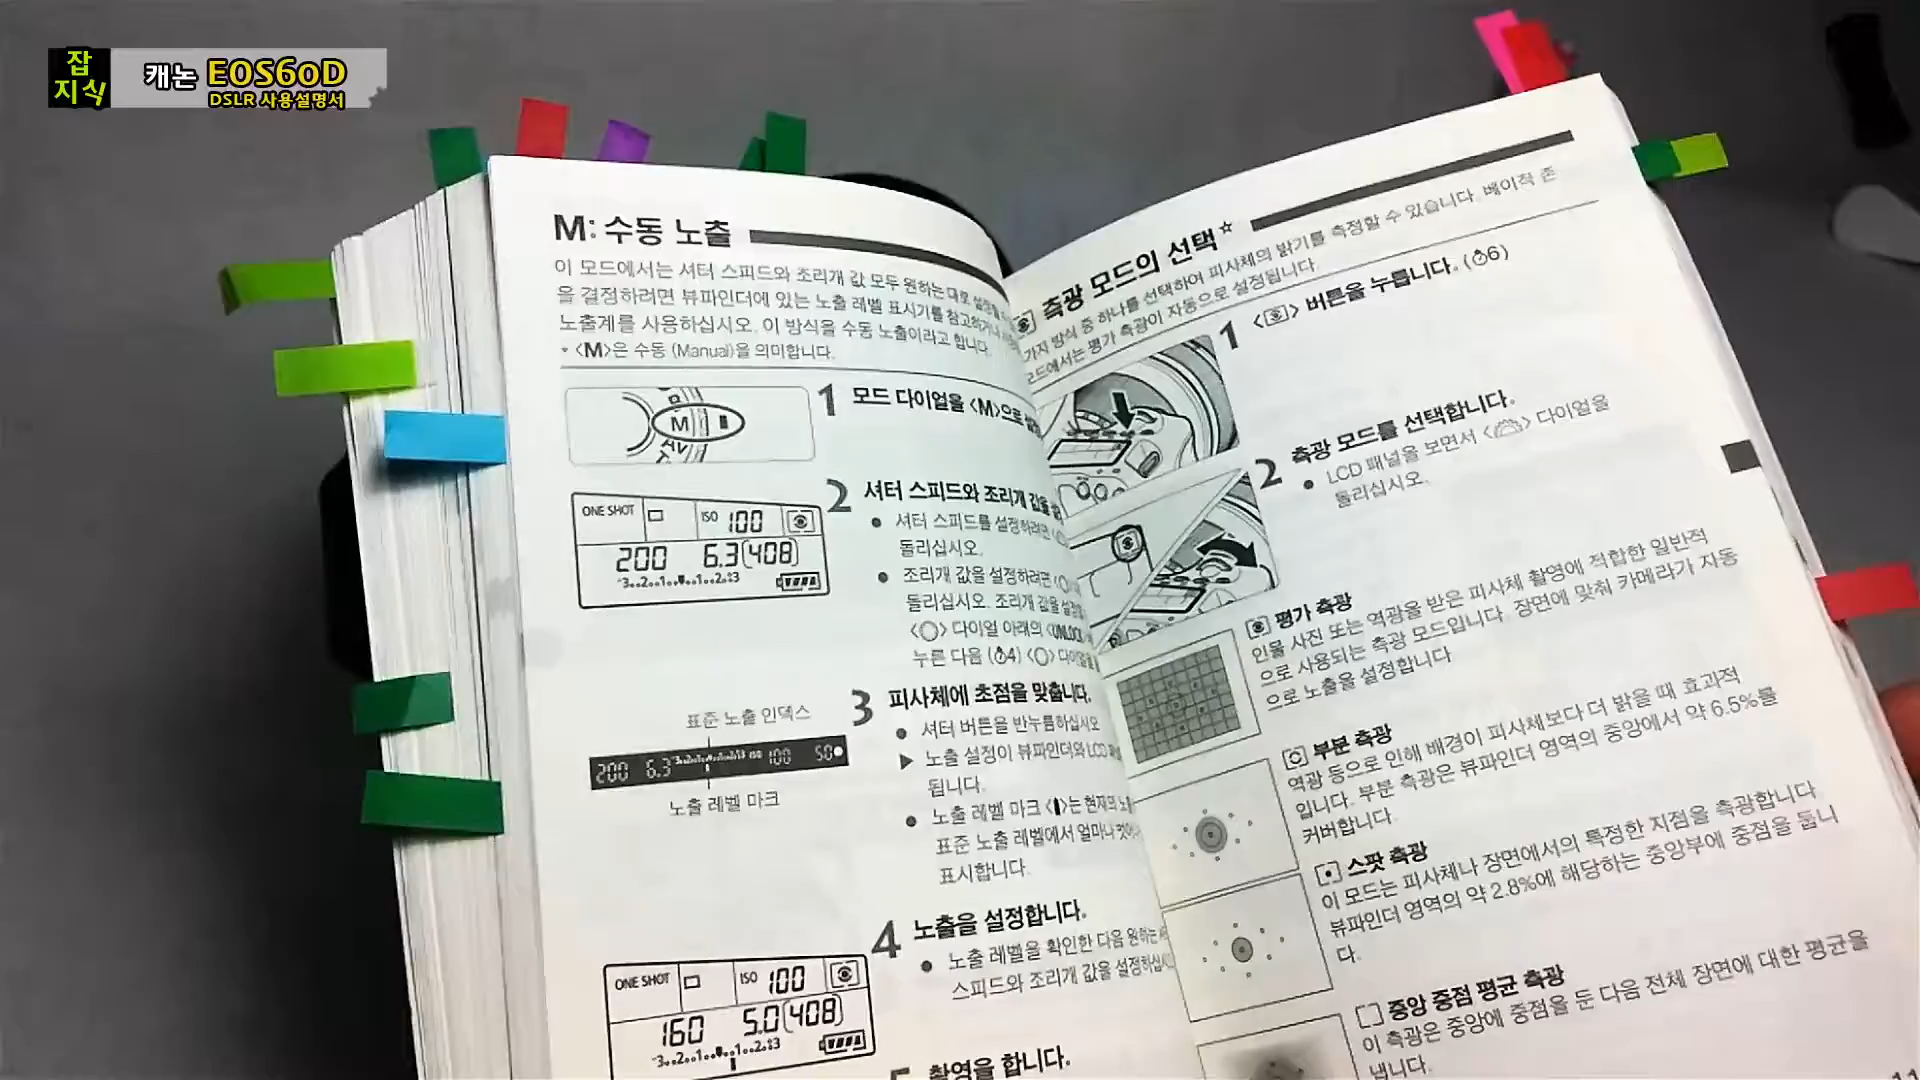 잡
지식
캐논 EOS60D
DSLR 사용설명서
M: 수동 노출
이 모드에서는 셔터 스피드와 조리개 값 모두 원하는 대로
을 결정하려면 뷰파인더에 있는 노출 레벨 표시기를 참고하거나
노출계를 사용하십시오. 이 방식을 수동 노출이라고 합니다.
* <M>은 수동 (Manual)을 의미합니다.
M
1 모드 다이얼을 <M>으로
ONE SHOT ISO 100
200 6.3 (408)
-3..2..1..▼..1..2..:3
2 셔터 스피드와 조리개 값을
● 셔터 스피드를 설정하려면
돌리십시오.
● 조리개 값을 설정하려면
돌리십시오. 조리개 값을
<◯> 다이얼 아래의 <UNLOCK
누른 다음 (⏱4) <◯>
3 피사체에 초점을 맞춥니다.
● 셔터 버튼을 반누름하십시오
▶ 노출 설정이 뷰파인더와 LCD
됩니다.
● 노출 레벨 마크 <▮>는 현재의
표준 노출 레벨에서 얼마나
표시합니다.
표준 노출 인덱스
200 6.3 ISO 100 50●
노출 레벨 마크
4 노출을 설정합니다.
● 노출 레벨을 확인한 다음 원하는
스피드와 조리개 값을
ONE SHOT ISO 100
160 5.0 (408)
-3..2..1..▼..1..2..:3
5 촬영을 합니다.
측광 모드의 선택☆
가지 방식 중 하나를 선택하여 피사체의 밝기를 측정할 수 있습니다. 베이직 존
모드에서는 평가 측광이 자동으로 설정됩니다.
1 <> 버튼을 누릅니다. (⏱6)
2 측광 모드를 선택합니다.
● LCD 패널을 보면서 <> 다이얼을
돌리십시오.
평가 측광
인물 사진 또는 역광을 받은 피사체 촬영에 적합한 일반적
으로 사용되는 측광 모드입니다. 장면에 맞춰 카메라가 자동
으로 노출을 설정합니다
부분 측광
역광 등으로 인해 배경이 피사체보다 더 밝을 때 효과적
입니다. 부분 측광은 뷰파인더 영역의 중앙에서 약 6.5%를
커버합니다.
스팟 측광
이 모드는 피사체나 장면에서의 특정한 지점을 측광합니다
뷰파인더 영역의 약 2.8%에 해당하는 중앙부에 중점을 둡니
다.
중앙 중점 평균 측광
이 측광은 중앙에 중점을 둔 다음 전체 장면에 대한 평균을
냅니다.